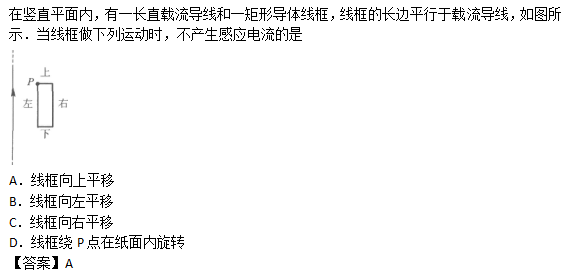 在竖直平面内，有一长直载流导线和一矩形导体线框，线框的长边平行于载流导线，如图所
示．当线框做下列运动时，不产生感应电流的是
上
P
左
右
下
A．线框向上平移
B．线框向左平移
C．线框向右平移
D．线框绕 P 点在纸面内旋转
【答案】A